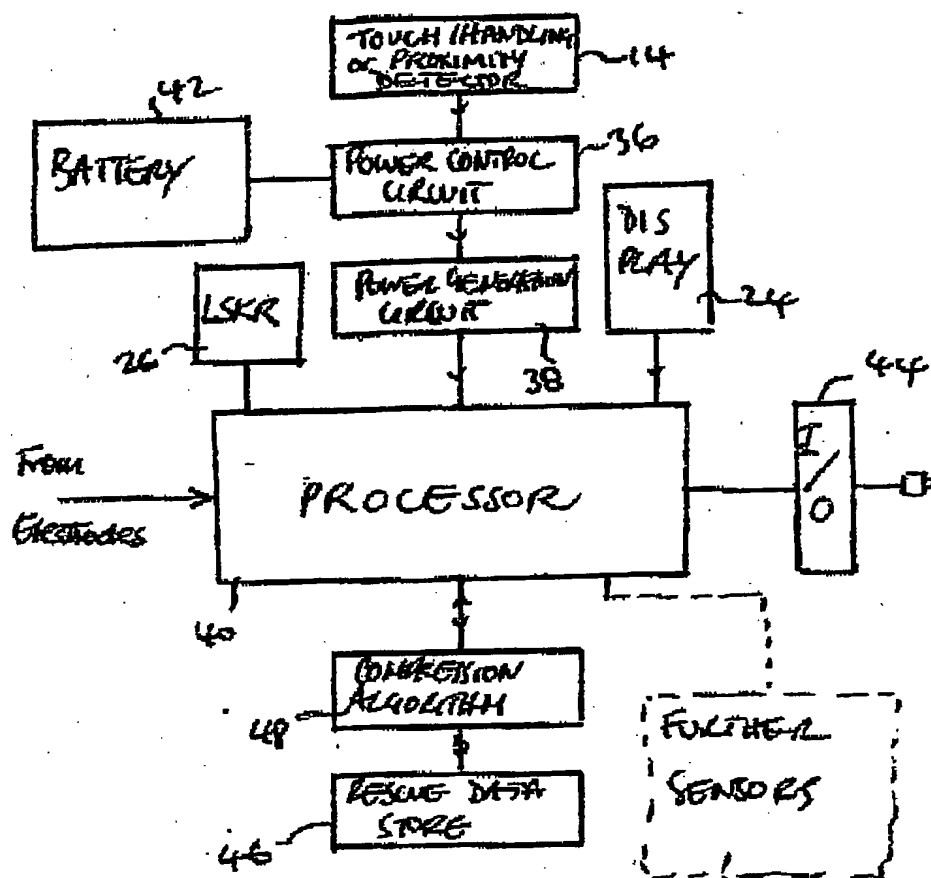 TOUCH/HANDLING
or PROXIMITY
DETECTOR
14
42
BATTERY
POWER CONTROL
CIRCUIT
36
DIS
PLAY
24
LSKR
26
POWER GENERATION
CIRCUIT
38
44
I
/
O
From
Electrodes
PROCESSOR
40
COMPRESSION
ALGORITHM
48
RESCUE DATA
STORE
46
FURTHER
SENSORS